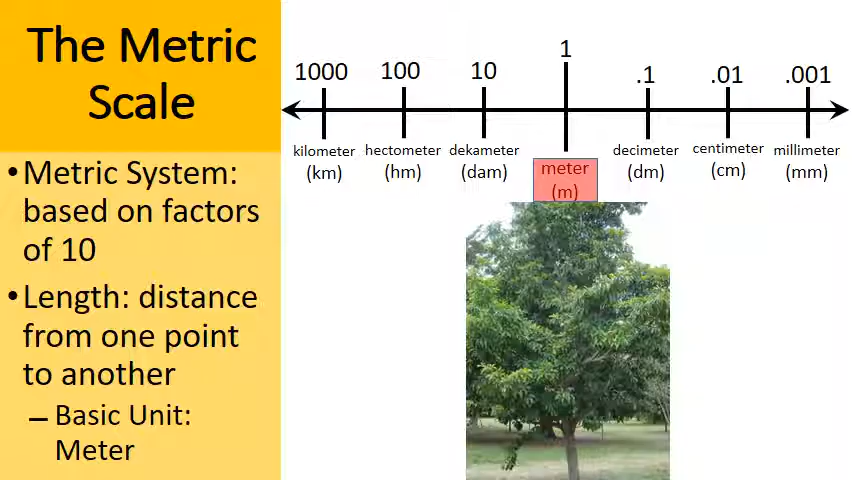 The Metric
Scale
• Metric System:
based on factors
of 10
• Length: distance
from one point
to another
– Basic Unit:
Meter
1000 100 10 1 .1 .01 .001
kilometer hectometer dekameter meter decimeter centimeter millimeter
(km) (hm) (dam) (m) (dm) (cm) (mm)